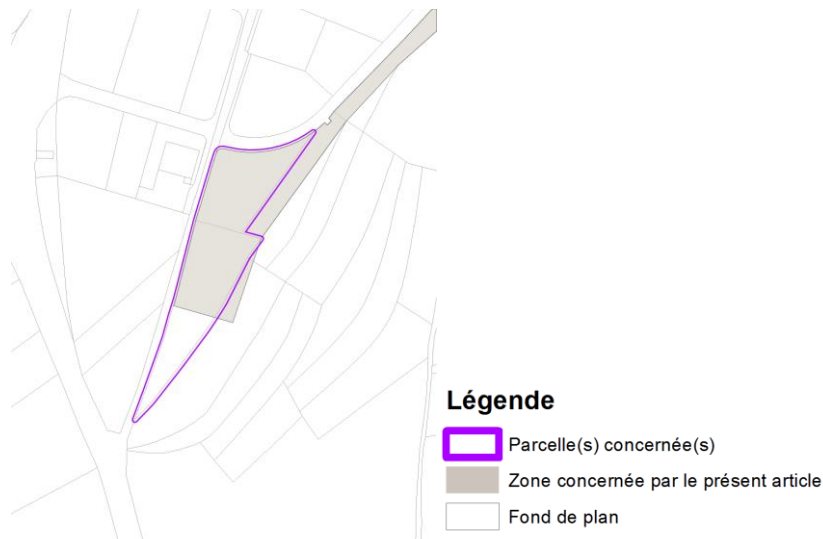 Légende
Parcelle(s) concernée(s)
Zone concernée par le présent article
Fond de plan